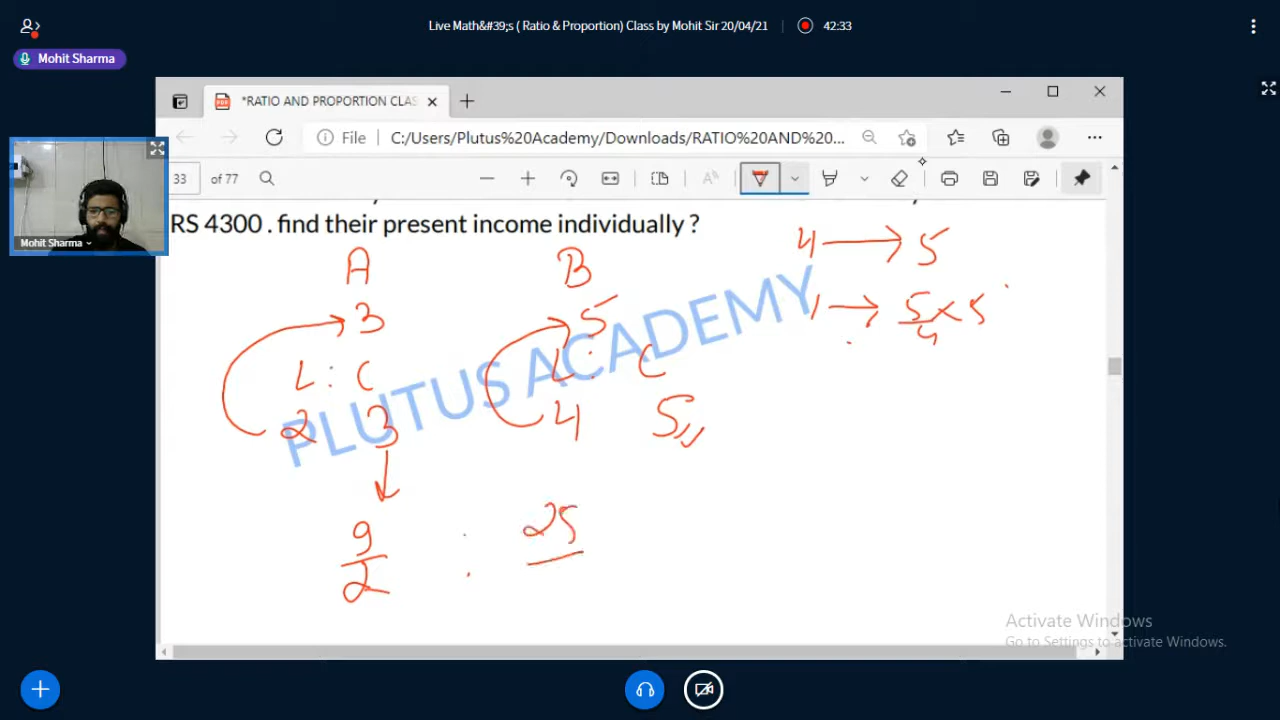 Live Math&#39;s ( Ratio & Proportion) Class by Mohit Sir 20/04/21
42:33
Mohit Sharma
*RATIO AND PROPORTION CLAS
File
C:/Users/Plutus%20Academy/Downloads/RATIO%20AND%20...
33 of 77
Mohit Sharma
RS 4300 . find their present income individually ?
A B
4 → 5
3 5
1 → 5/4 × 5
L : C L : C
2 3 4 5,,
PLUTUS ACADEMY
9/2 : 25
Activate Windows
Go to Settings to activate Windows.